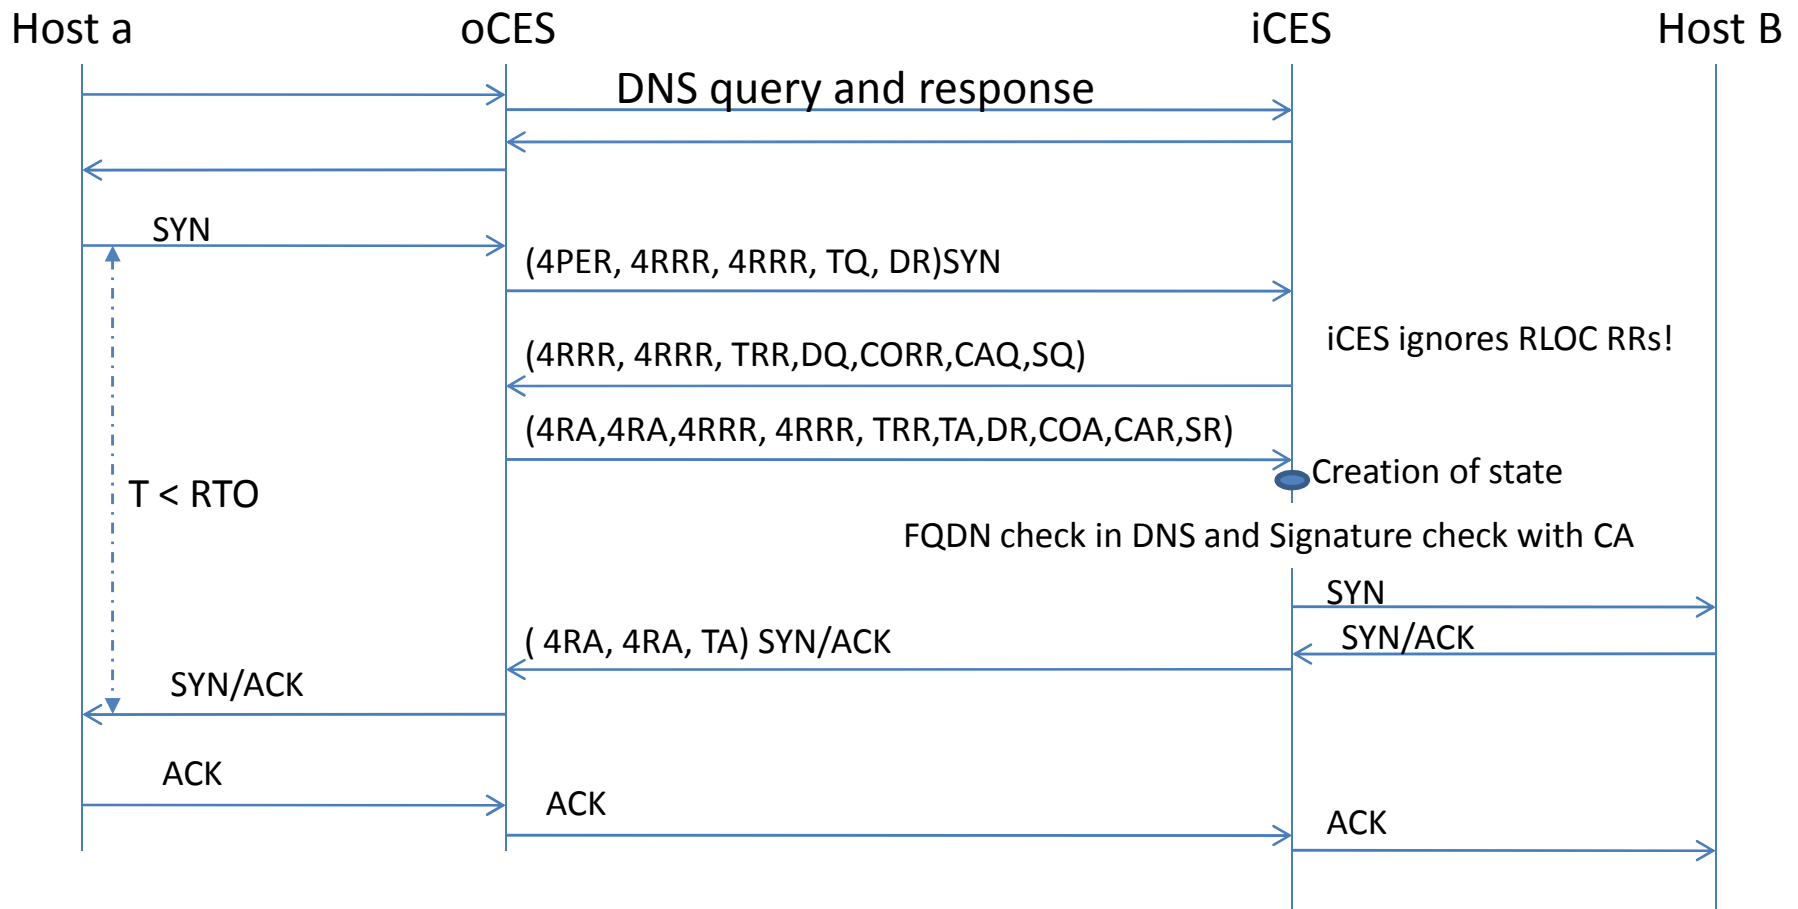 Host a
oCES
iCES
Host B
DNS query and response
SYN
(4PER, 4RRR, 4RRR, TQ, DR)SYN
iCES ignores RLOC RRs!
(4RRR, 4RRR, TRR,DQ,CORR,CAQ,SQ)
(4RA,4RA,4RRR, 4RRR, TRR,TA,DR,COA,CAR,SR)
Creation of state
T < RTO
FQDN check in DNS and Signature check with CA
SYN
SYN/ACK
( 4RA, 4RA, TA) SYN/ACK
SYN/ACK
ACK
ACK
ACK